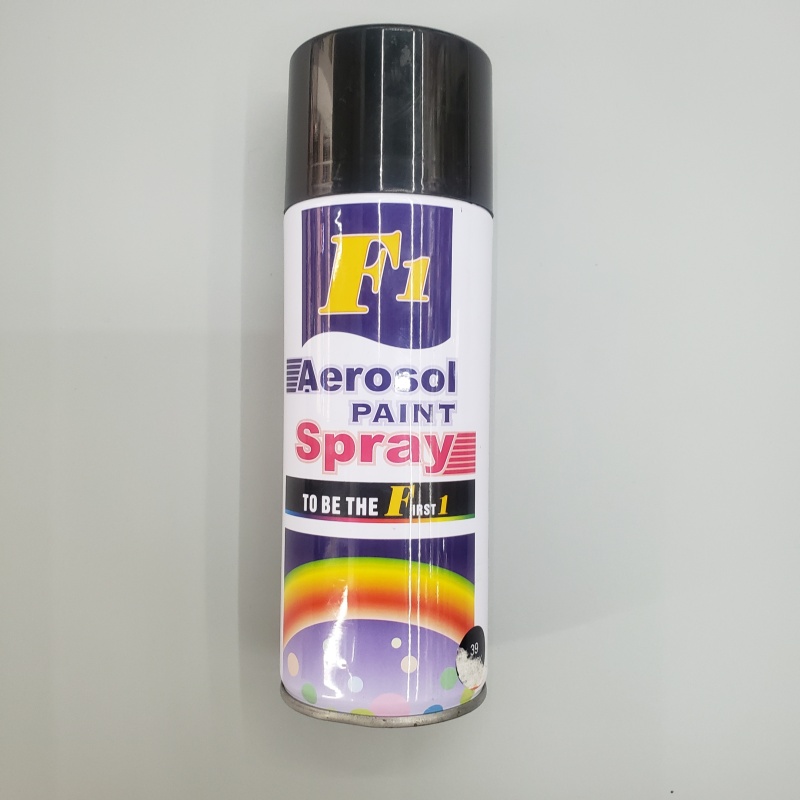 F1
Aerosol
PAINT
Spray
TO BE THE FIRST 1
39